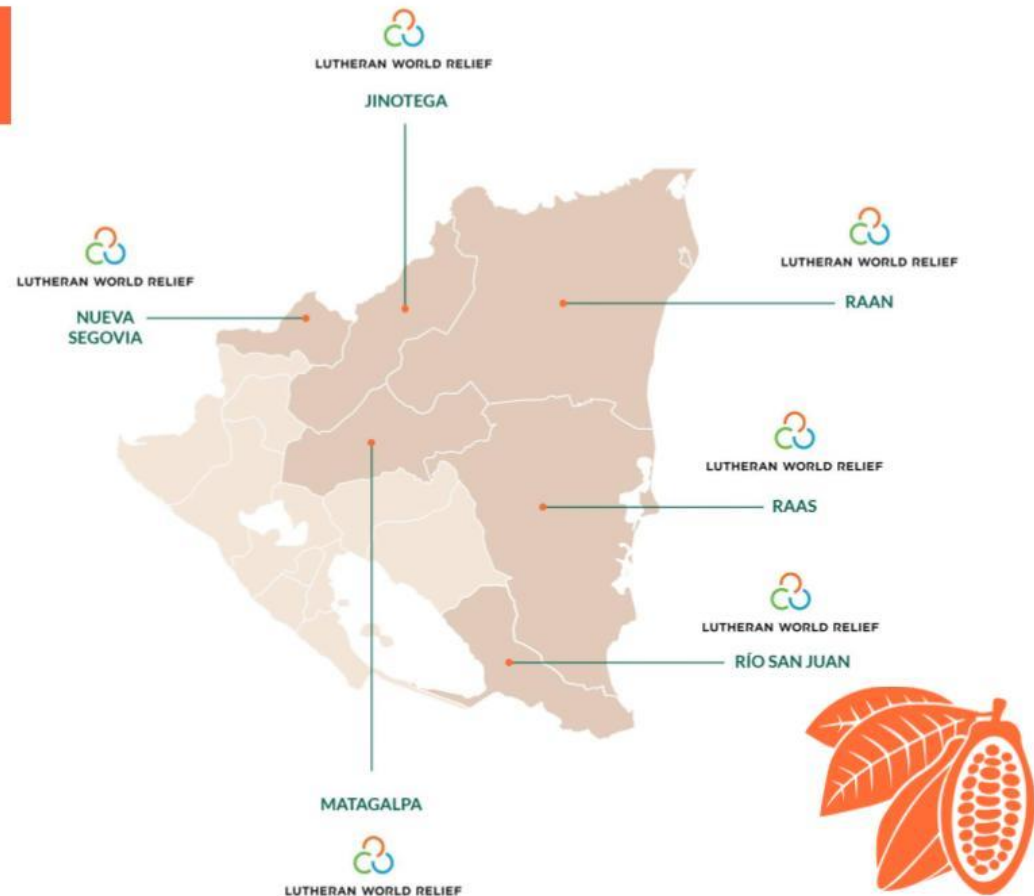 LUTHERAN WORLD RELIEF
JINOTEGA
LUTHERAN WORLD RELIEF
NUEVA
SEGOVIA
LUTHERAN WORLD RELIEF
RAAN
LUTHERAN WORLD RELIEF
RAAS
LUTHERAN WORLD RELIEF
RÍO SAN JUAN
MATAGALPA
LUTHERAN WORLD RELIEF